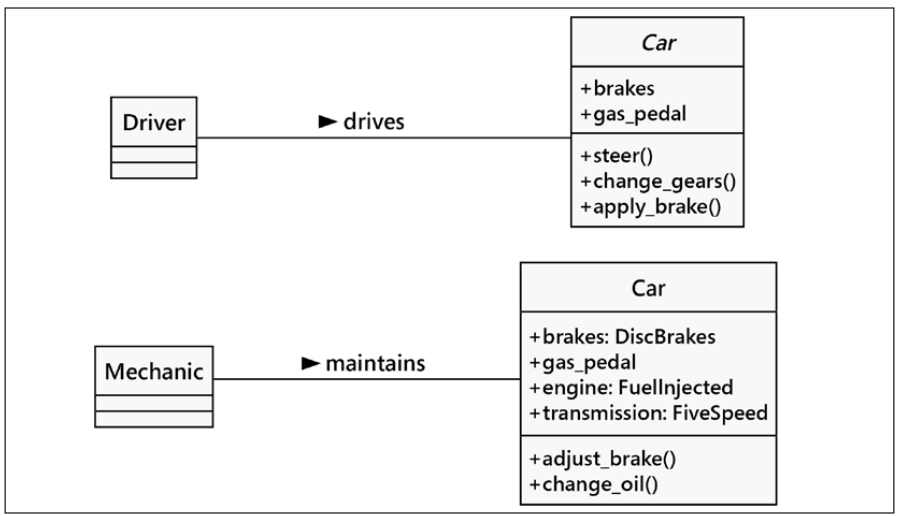 Car
+brakes
+gas_pedal
Driver
► drives
+steer()
+change_gears()
+apply_brake()
Car
+brakes: DiscBrakes
+gas_pedal
+engine: FuelInjected
+transmission: FiveSpeed
Mechanic
► maintains
+adjust_brake()
+change_oil()